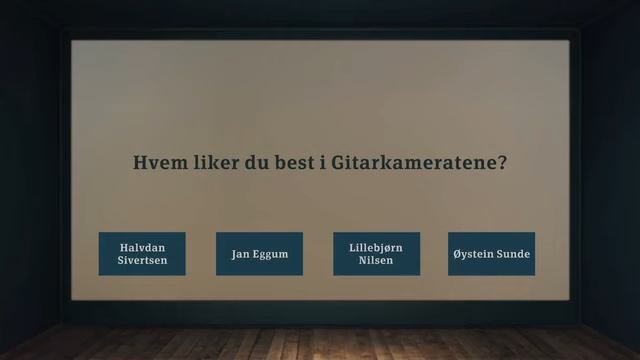 Hvem liker du best i Gitarkameratene?
Halvdan
Sivertsen
Jan Eggum
Lillebjørn
Nilsen
Øystein Sunde